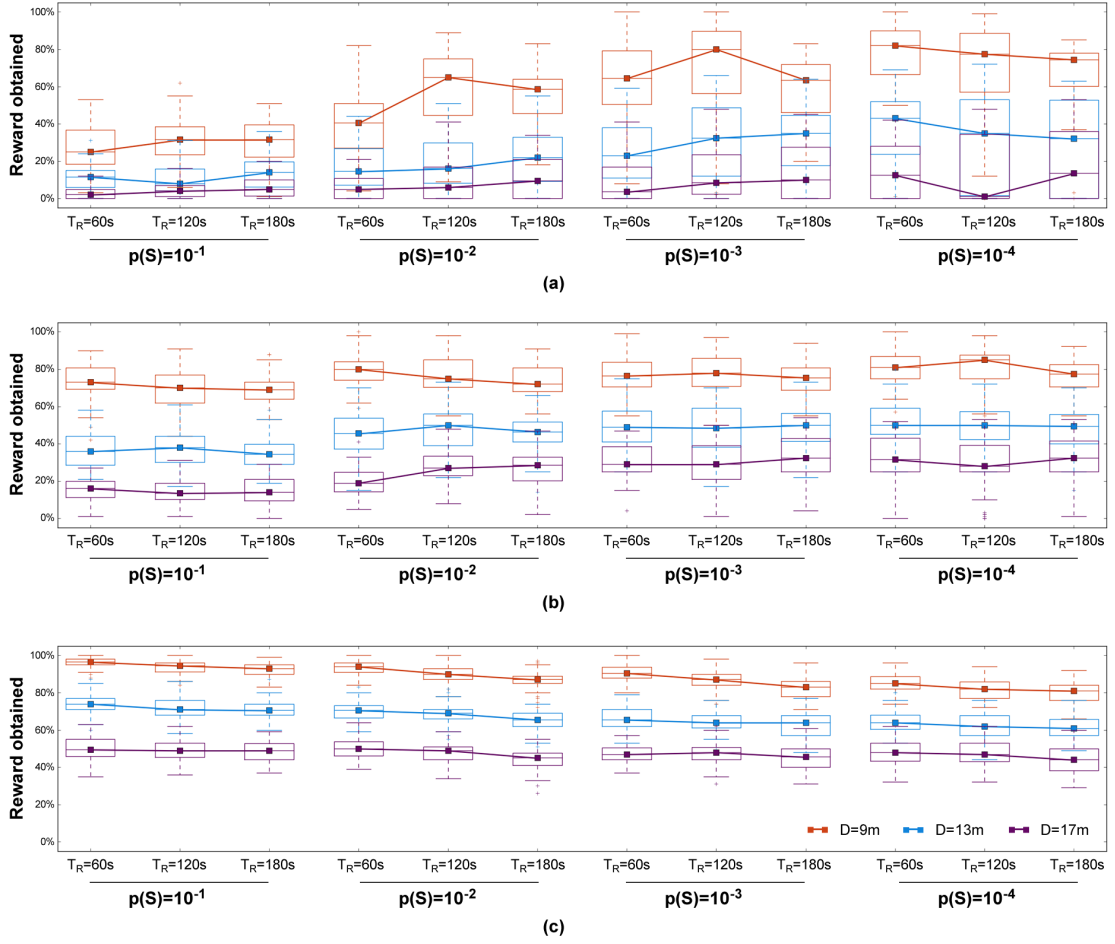 Reward obtained
100%
80%
60%
40%
20%
0%
T_R=60s T_R=120s T_R=180s T_R=60s T_R=120s T_R=180s T_R=60s T_R=120s T_R=180s T_R=60s T_R=120s T_R=180s
p(S)=10^-1 p(S)=10^-2 p(S)=10^-3 p(S)=10^-4
(a)
Reward obtained
100%
80%
60%
40%
20%
0%
T_R=60s T_R=120s T_R=180s T_R=60s T_R=120s T_R=180s T_R=60s T_R=120s T_R=180s T_R=60s T_R=120s T_R=180s
p(S)=10^-1 p(S)=10^-2 p(S)=10^-3 p(S)=10^-4
(b)
Reward obtained
100%
80%
60%
40%
20%
0%
D=9m D=13m D=17m
T_R=60s T_R=120s T_R=180s T_R=60s T_R=120s T_R=180s T_R=60s T_R=120s T_R=180s T_R=60s T_R=120s T_R=180s
p(S)=10^-1 p(S)=10^-2 p(S)=10^-3 p(S)=10^-4
(c)